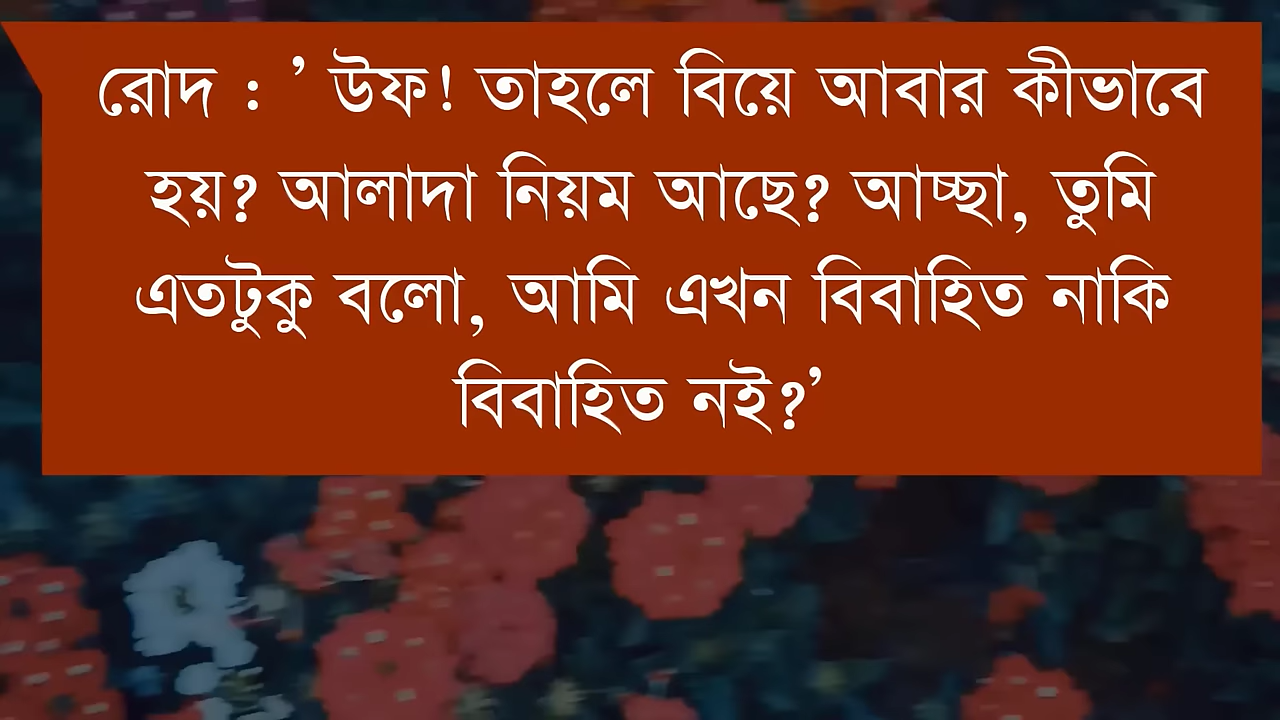 রোদ : ’ উফ! তাহলে বিয়ে আবার কীভাবে
হয়? আলাদা নিয়ম আছে? আচ্ছা, তুমি
এতটুকু বলো, আমি এখন বিবাহিত নাকি
বিবাহিত নই?’